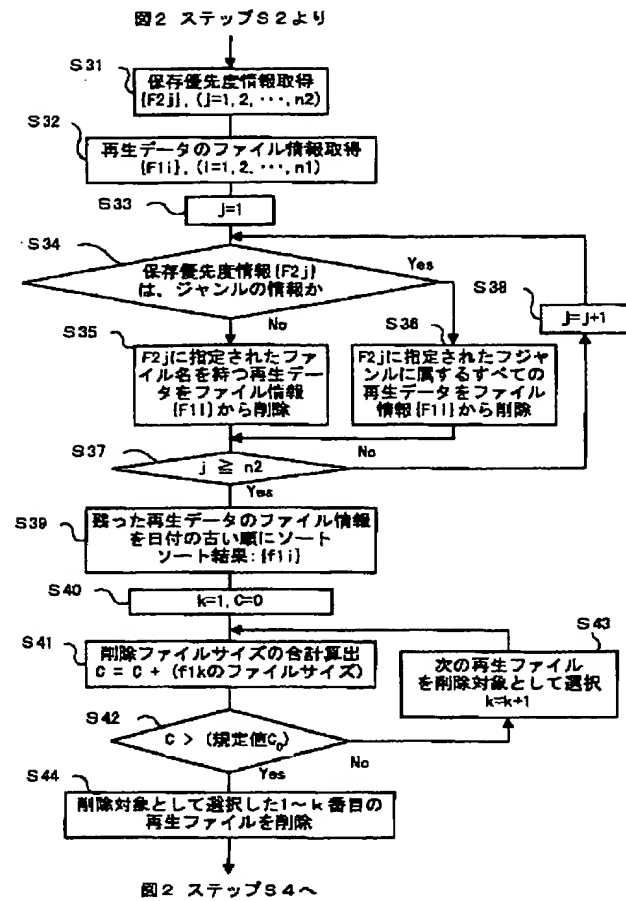 図2 ステップS2より
S31
保存優先度情報取得
{F2j}, (j=1, 2, ···, n2)
S32
再生データのファイル情報取得
{F1i}, (i=1, 2, ···, n1)
S33
j=1
S34
保存優先度情報{F2j}
は、ジャンルの情報か
Yes
No
S38
j=j+1
S35
F2jに指定されたファ
イル名を持つ再生デー
タをファイル情報
{F1i}から削除
S36
F2jに指定されたフジャ
ンルに属するすべての
再生データをファイル
情報{F1i}から削除
S37
j ≧ n2
No
Yes
S39
残った再生データのファイル情報
を日付の古い順にソート
ソート結果:{f1i}
S40
k=1, C=0
S41
削除ファイルサイズの合計算出
C = C + (f1kのファイルサイズ)
S43
次の再生ファイル
を削除対象として選択
k=k+1
S42
C > (規定値C0)
No
Yes
S44
削除対象として選択した1~k番目の
再生ファイルを削除
図2 ステップS4へ